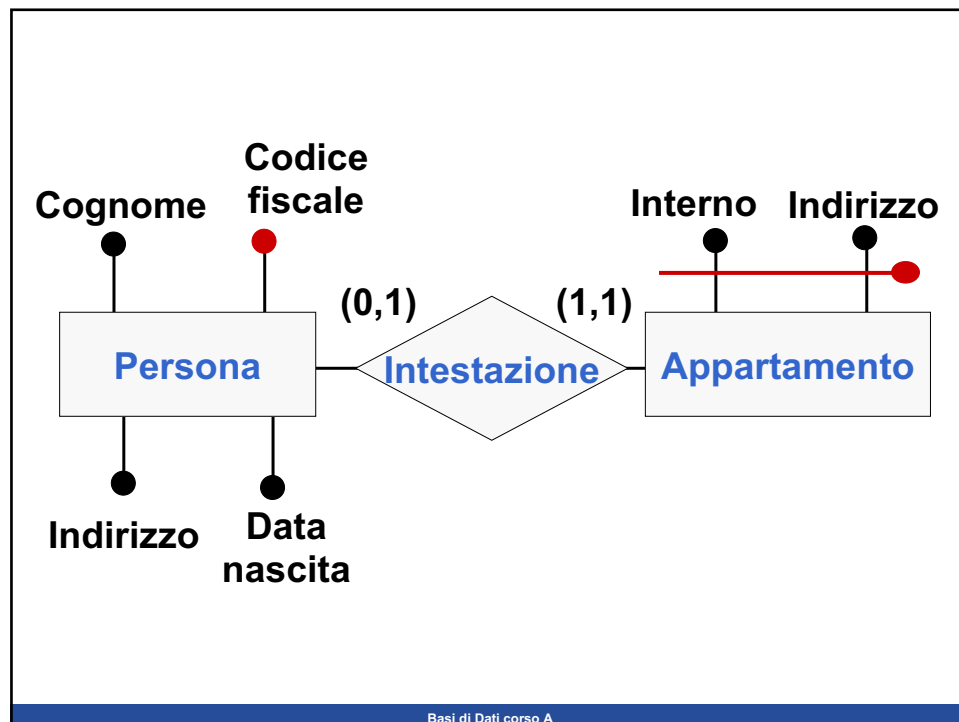 Codice
fiscale
Cognome
Interno
Indirizzo
(0,1)
(1,1)
Persona
Intestazione
Appartamento
Indirizzo
Data
nascita
Basi di Dati corso A